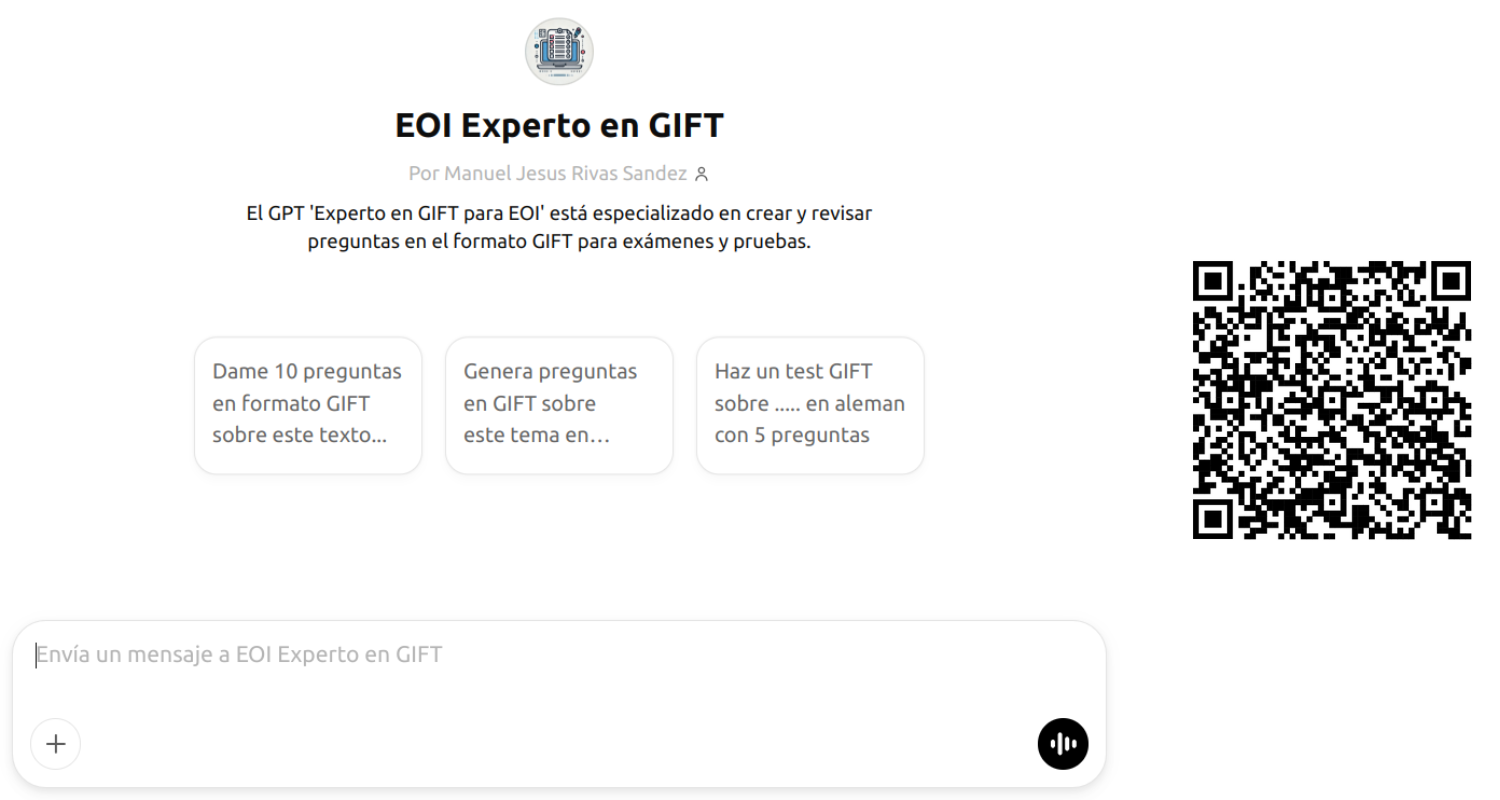 EOI Experto en GIFT
Por Manuel Jesus Rivas Sandez
El GPT 'Experto en GIFT para EOI' está especializado en crear y revisar
preguntas en el formato GIFT para exámenes y pruebas.
Dame 10 preguntas
en formato GIFT
sobre este texto...
Genera preguntas
en GIFT sobre
este tema en...
Haz un test GIFT
sobre ..... en aleman
con 5 preguntas
Envía un mensaje a EOI Experto en GIFT